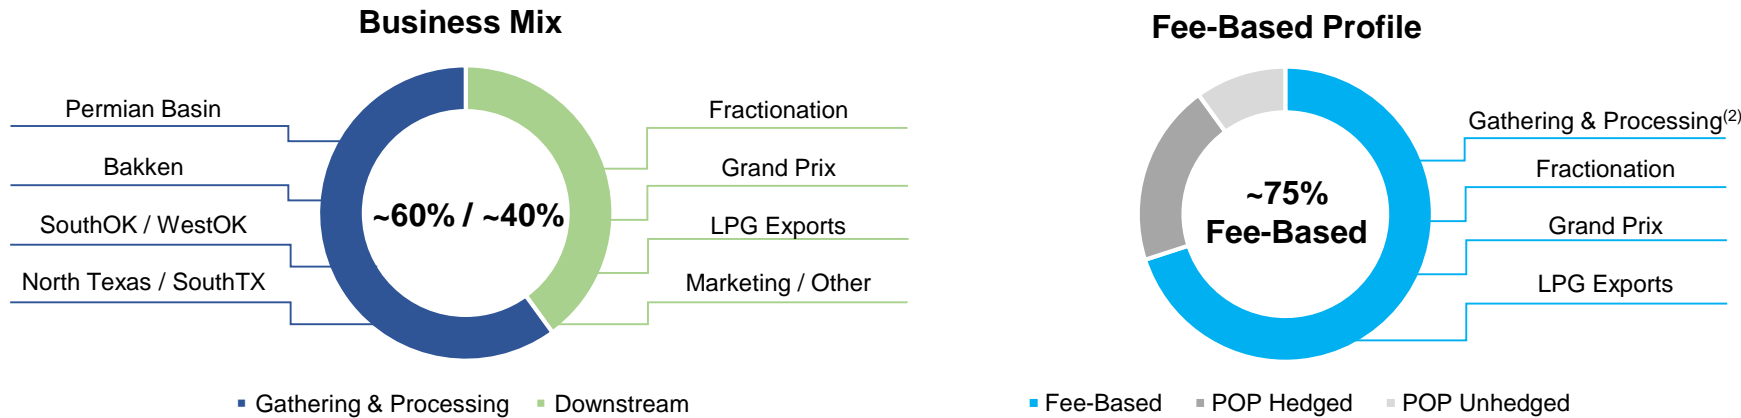 Business Mix
Permian Basin
Bakken
SouthOK / WestOK
North Texas / SouthTX
~60% / ~40%
Fractionation
Grand Prix
LPG Exports
Marketing / Other
Gathering & Processing
Downstream
Fee-Based Profile
~75%
Fee-Based
Gathering & Processing(2)
Fractionation
Grand Prix
LPG Exports
Fee-Based
POP Hedged
POP Unhedged